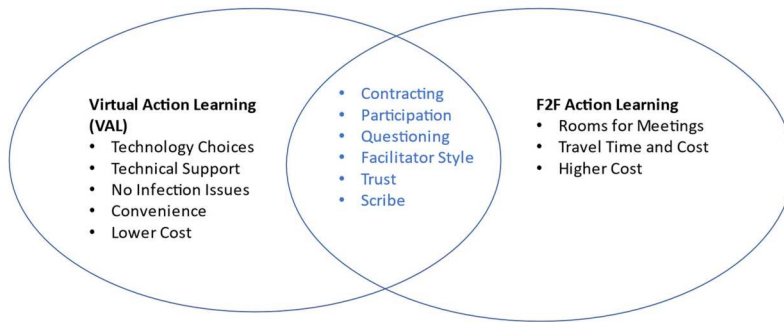 Virtual Action Learning
(VAL)
• Technology Choices
• Technical Support
• No Infection Issues
• Convenience
• Lower Cost
• Contracting
• Participation
• Questioning
• Facilitator Style
• Trust
• Scribe
F2F Action Learning
• Rooms for Meetings
• Travel Time and Cost
• Higher Cost